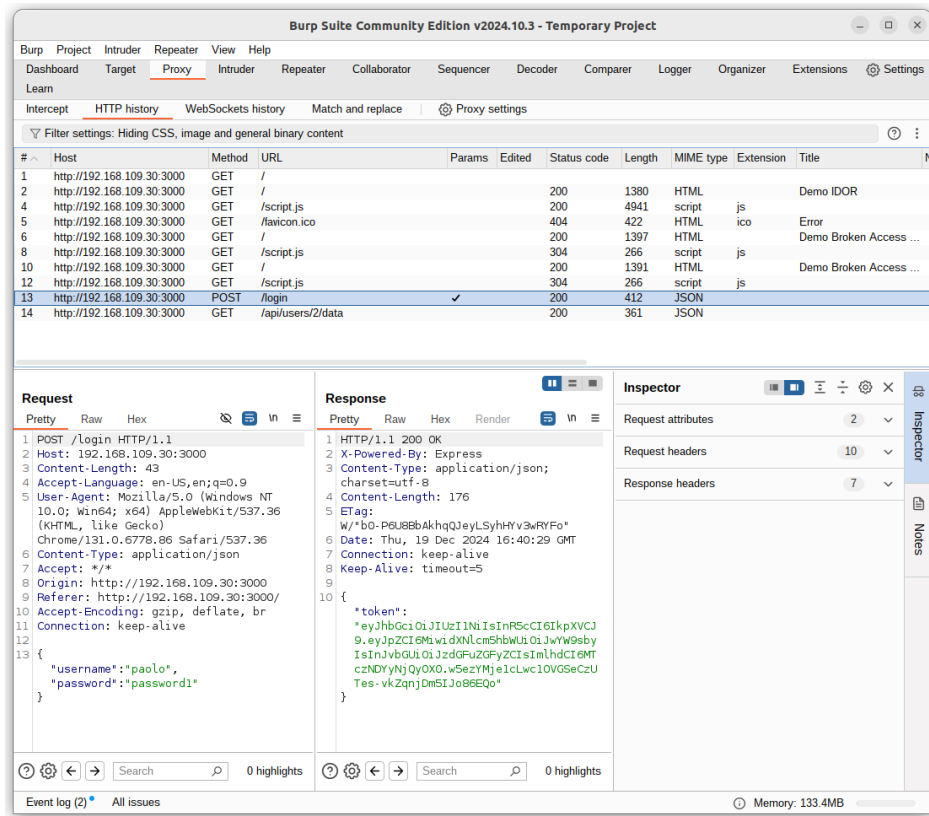 Burp Suite Community Edition v2024.10.3 - Temporary Project
Burp Project Intruder Repeater View Help
Dashboard Target Proxy Intruder Repeater Collaborator Sequencer Decoder Comparer Logger Organizer Extensions Settings
Learn
Intercept HTTP history WebSockets history Match and replace Proxy settings
Filter settings: Hiding CSS, image and general binary content
# Host Method URL Params Edited Status code Length MIME type Extension Title
1 http://192.168.109.30:3000 GET /
2 http://192.168.109.30:3000 GET / 200 1380 HTML Demo IDOR
4 http://192.168.109.30:3000 GET /script.js 200 4941 script js
5 http://192.168.109.30:3000 GET /favicon.ico 404 422 HTML ico Error
6 http://192.168.109.30:3000 GET / 200 1397 HTML Demo Broken Access ...
8 http://192.168.109.30:3000 GET /script.js 304 266 script js
10 http://192.168.109.30:3000 GET / 200 1391 HTML Demo Broken Access ...
12 http://192.168.109.30:3000 GET /script.js 304 266 script js
13 http://192.168.109.30:3000 POST /login ✓ 200 412 JSON
14 http://192.168.109.30:3000 GET /api/users/2/data 200 361 JSON
Request
Pretty Raw Hex \n
1 POST /login HTTP/1.1
2 Host: 192.168.109.30:3000
3 Content-Length: 43
4 Accept-Language: en-US,en;q=0.9
5 User-Agent: Mozilla/5.0 (Windows NT
10.0; Win64; x64) AppleWebKit/537.36
(KHTML, like Gecko)
Chrome/131.0.6778.86 Safari/537.36
6 Content-Type: application/json
7 Accept: */*
8 Origin: http://192.168.109.30:3000
9 Referer: http://192.168.109.30:3000/
10 Accept-Encoding: gzip, deflate, br
11 Connection: keep-alive
12
13 {
"username":"paolo",
"password":"password1"
}
Search 0 highlights
Response
Pretty Raw Hex Render \n
1 HTTP/1.1 200 OK
2 X-Powered-By: Express
3 Content-Type: application/json;
charset=utf-8
4 Content-Length: 176
5 ETag:
W/"b0-P6U8BbAkhqQJeyLSyhHYv3wRYFo"
6 Date: Thu, 19 Dec 2024 16:40:29 GMT
7 Connection: keep-alive
8 Keep-Alive: timeout=5
9
10 {
"token":
"eyJhbGciOiJIUzI1NiIsInR5cCI6IkpXVCJ
9.eyJpZCI6MiwidXNlcm5hbWUiOiJwYW9sby
IsInJvbGUiOiJzdGFuZGFyZCIsImlhdCI6MT
czNDYyNjQyOX0.w5ezYMje1cLwc1OVGSeCzU
Tes-vkZqnjDm5IJo86EQo"
}
Search 0 highlights
Inspector
Request attributes 2
Request headers 10
Response headers 7
Inspector
Notes
Event log (2) All issues
Memory: 133.4MB